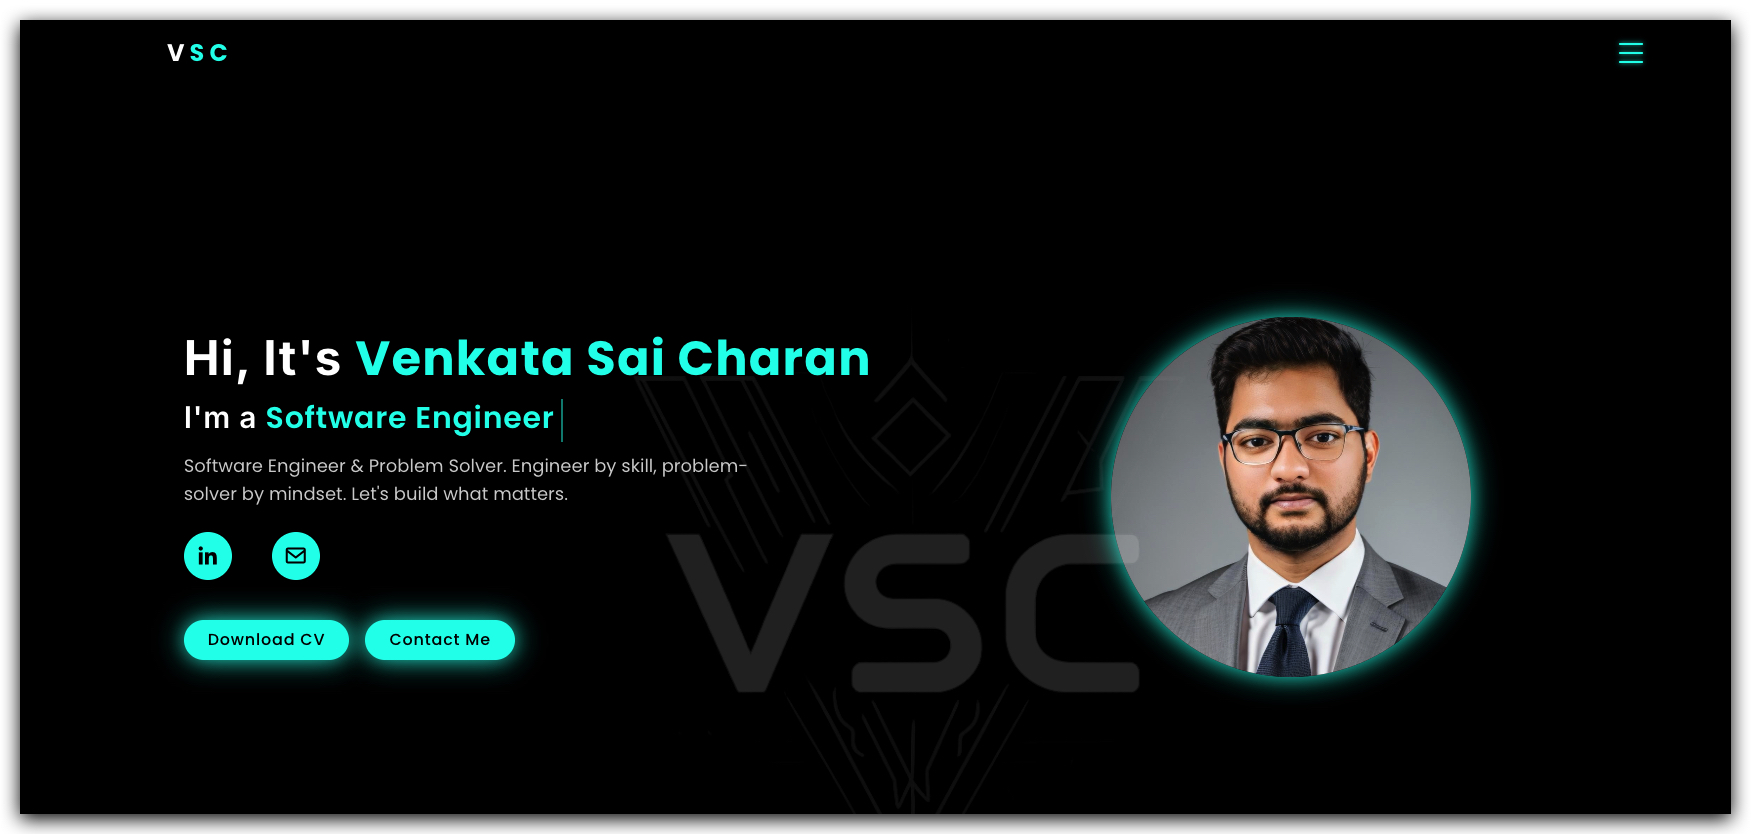 VSC
Hi, It's Venkata Sai Charan
I'm a Software Engineer
Software Engineer & Problem Solver. Engineer by skill, problem-
solver by mindset. Let's build what matters.
in
Download CV Contact Me
VSC